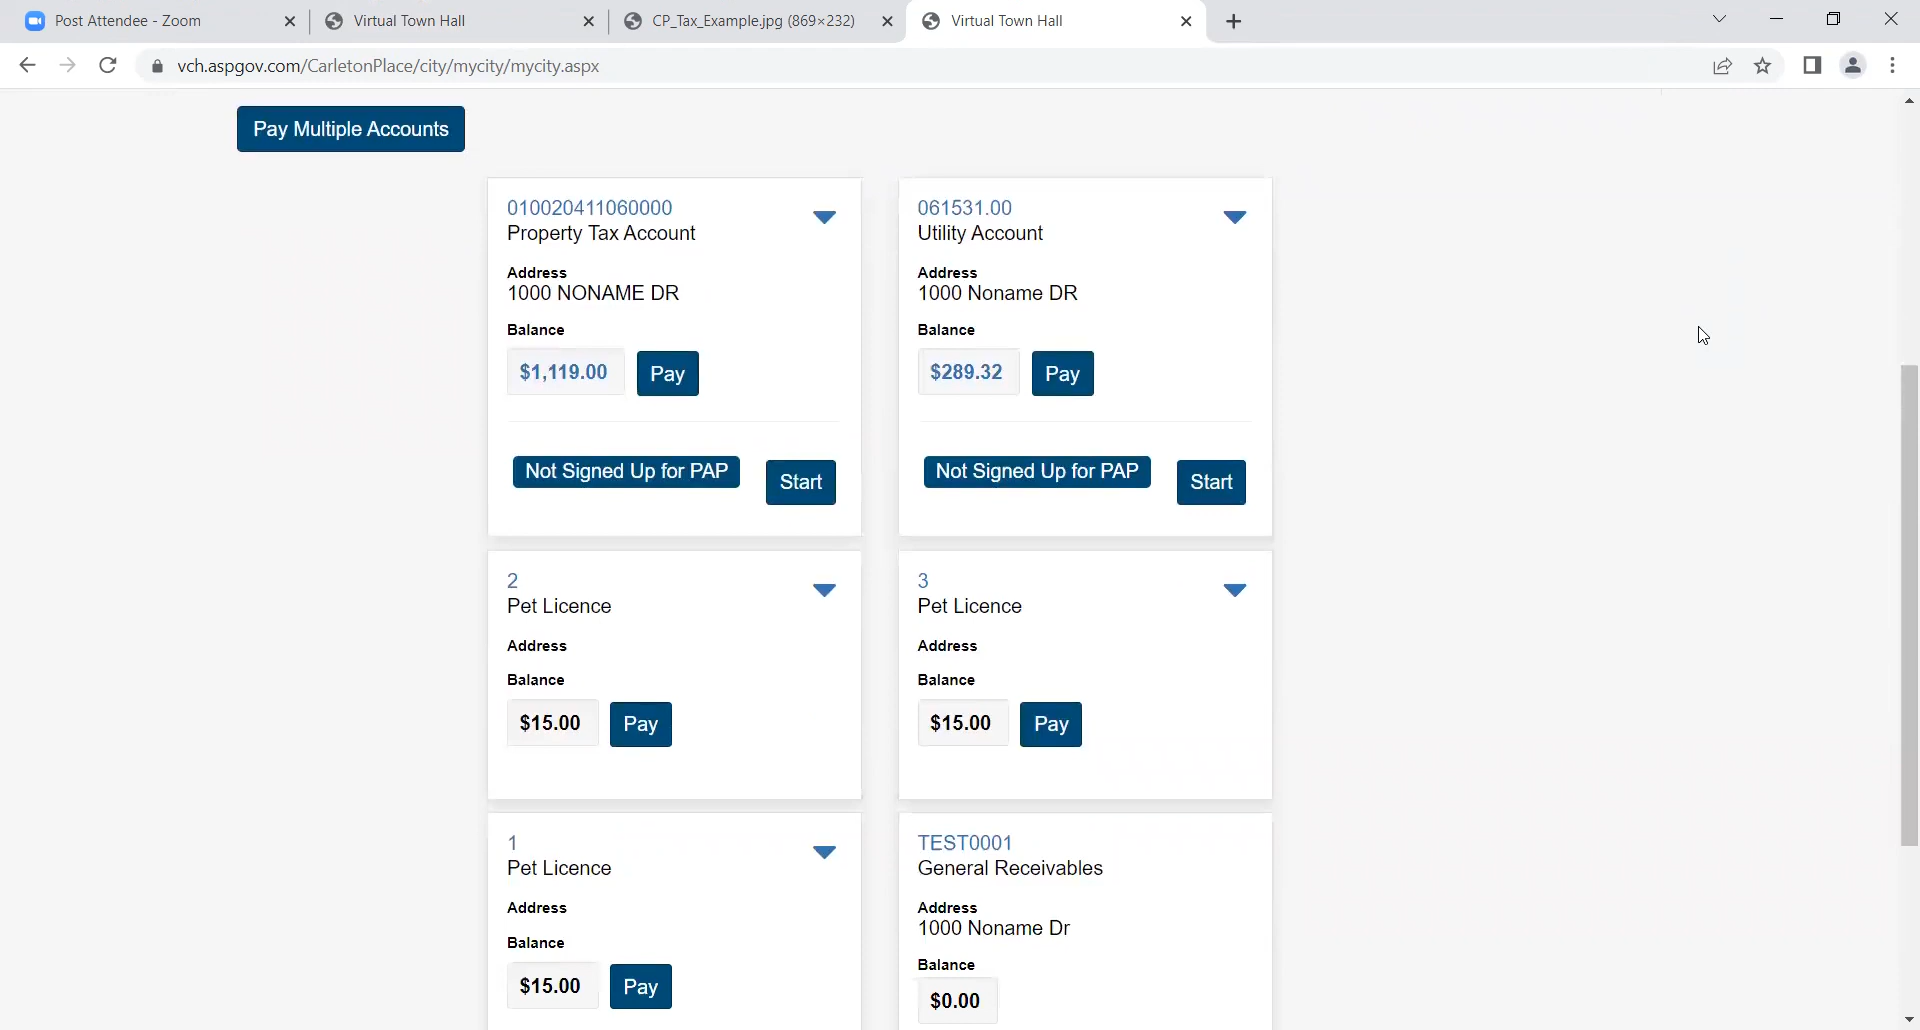 Post Attendee - Zoom
Virtual Town Hall
CP_Tax_Example.jpg (869×232)
Virtual Town Hall
vch.aspgov.com/CarletonPlace/city/mycity/mycity.aspx
Pay Multiple Accounts
010020411060000
Property Tax Account
Address
1000 NONAME DR
Balance
$1,119.00
Pay
Not Signed Up for PAP
Start
061531.00
Utility Account
Address
1000 Noname DR
Balance
$289.32
Pay
Not Signed Up for PAP
Start
2
Pet Licence
Address
Balance
$15.00
Pay
3
Pet Licence
Address
Balance
$15.00
Pay
1
Pet Licence
Address
Balance
$15.00
Pay
TEST0001
General Receivables
Address
1000 Noname Dr
Balance
$0.00